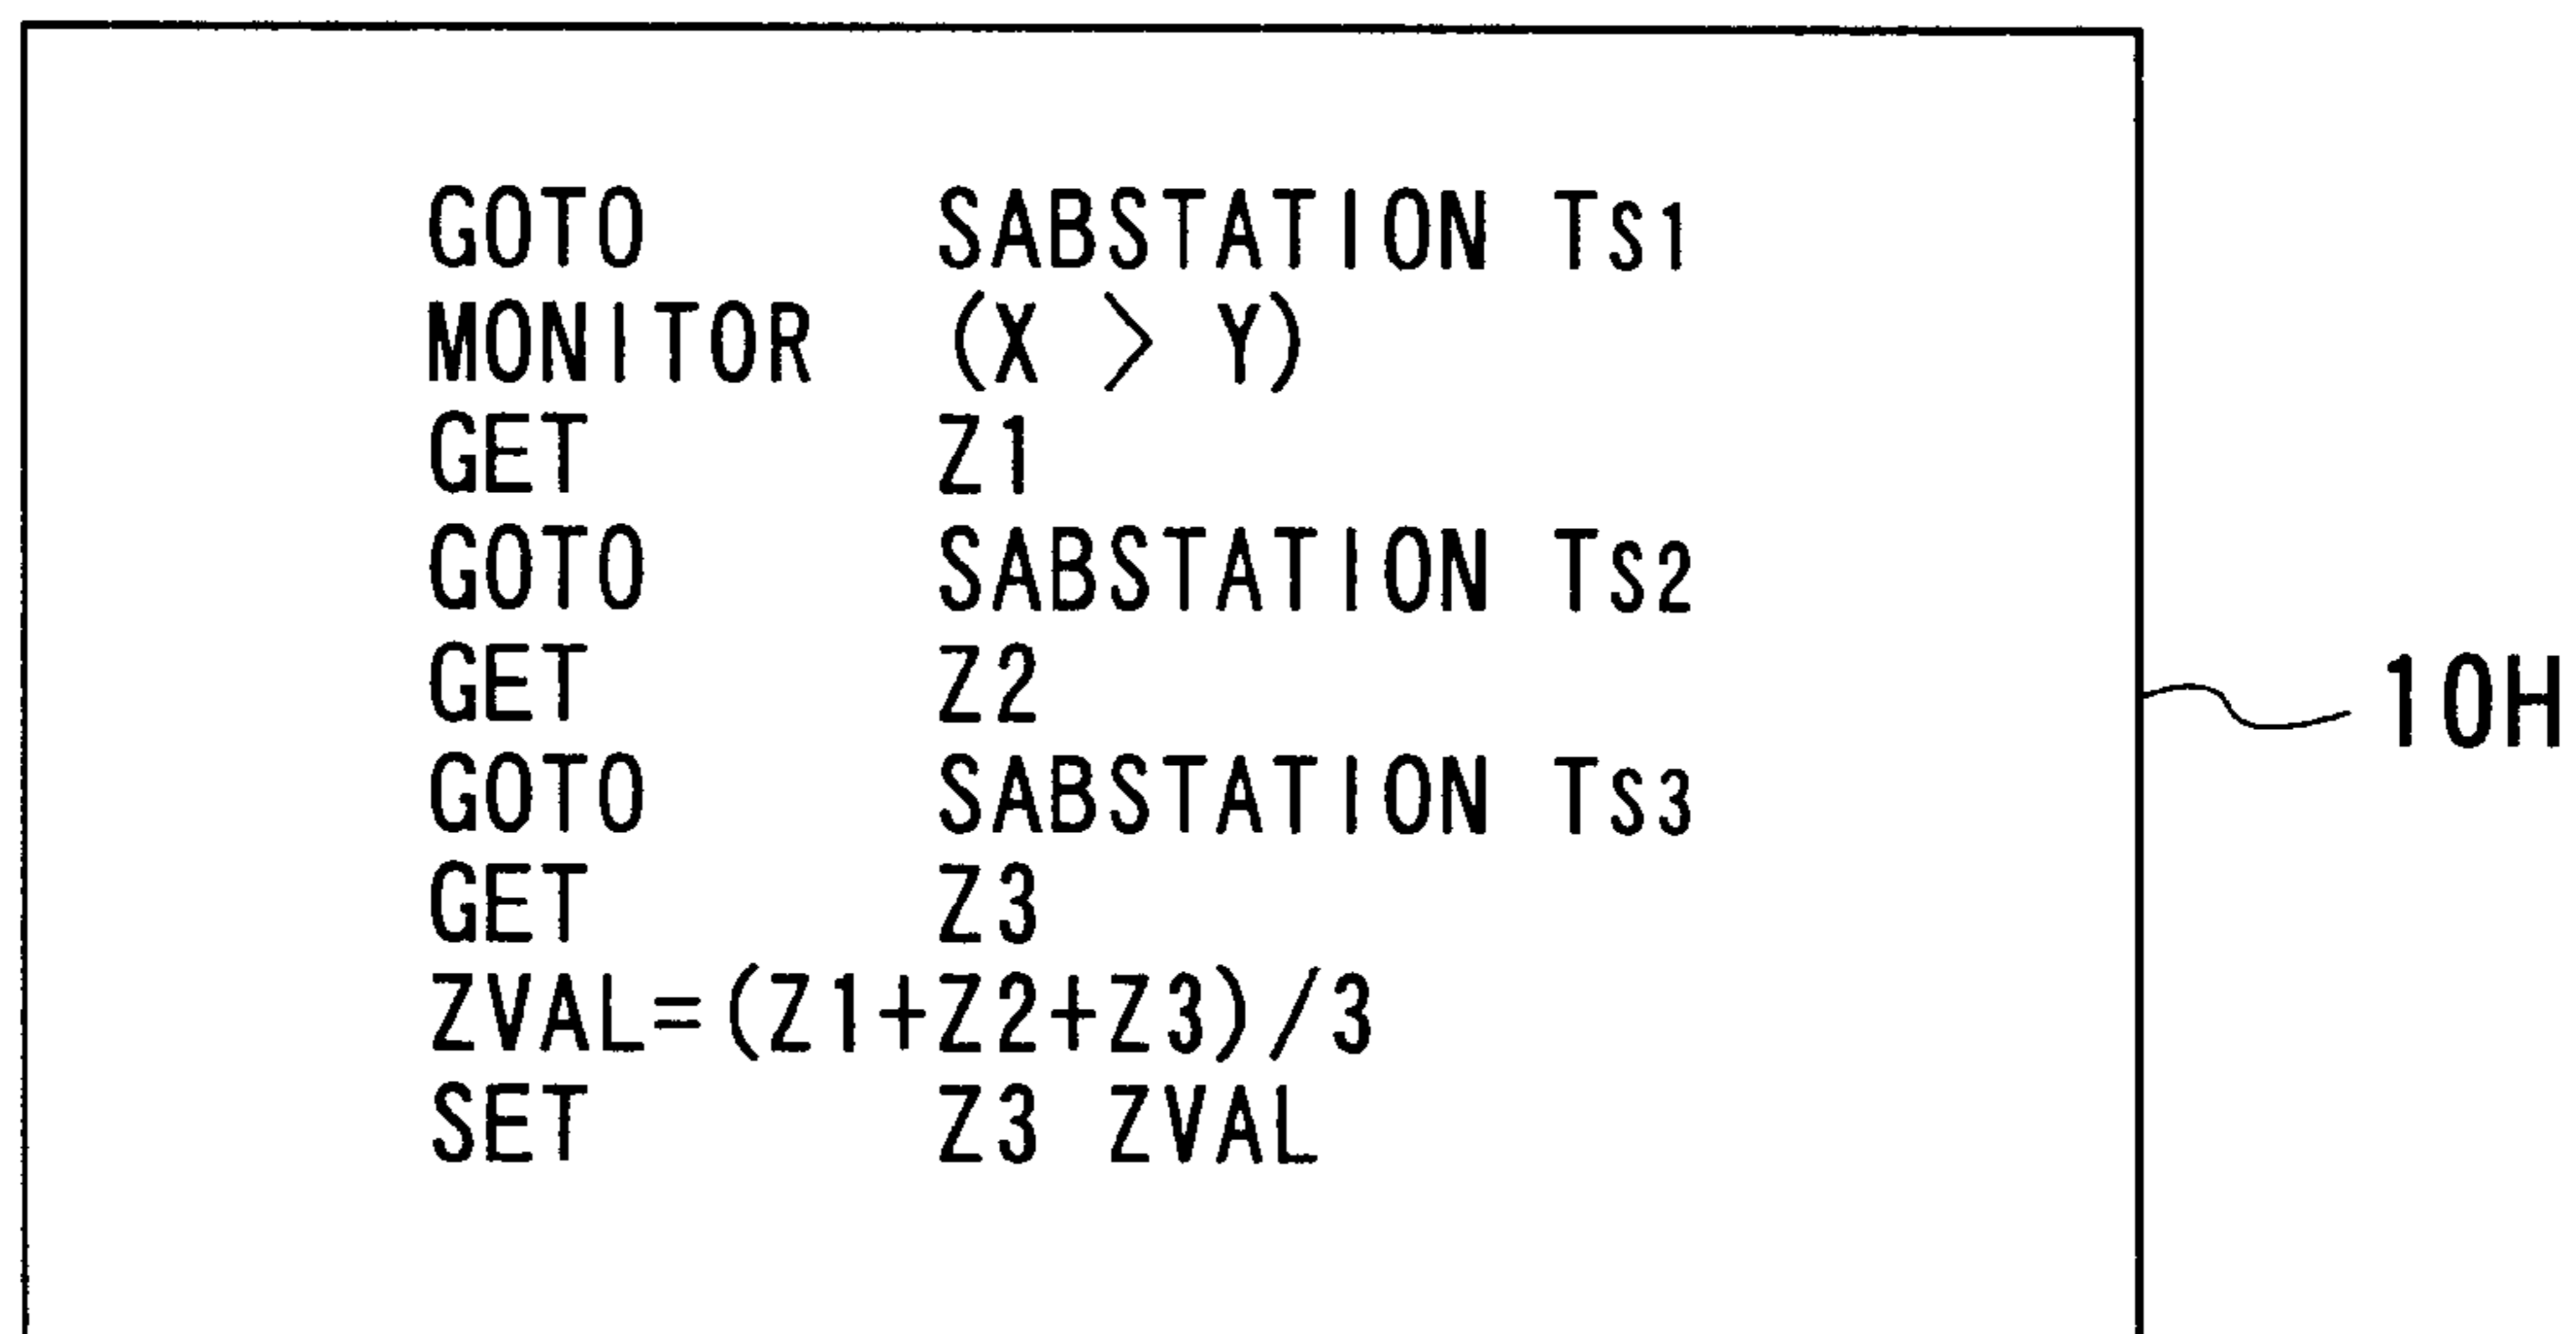 GOTO SABSTATION Ts1
MONITOR (X > Y)
GET Z1
GOTO SABSTATION Ts2
GET Z2
10H
GOTO SABSTATION Ts3
GET Z3
ZVAL=(Z1+Z2+Z3)/3
SET Z3 ZVAL